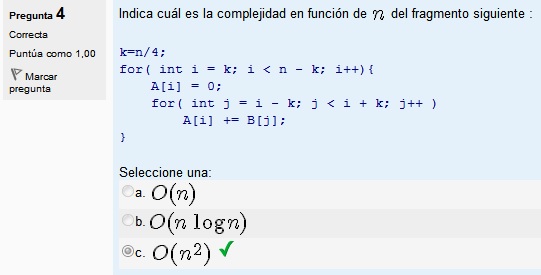 Pregunta 4
Correcta
Puntúa como 1,00
Marcar pregunta
Indica cuál es la complejidad en función de n del fragmento siguiente :
k=n/4;
for( int i = k; i < n - k; i++){
A[i] = 0;
for( int j = i - k; j < i + k; j++ )
A[i] += B[j];
}
Seleccione una:
a. O(n)
b. O(n log n)
c. O(n²)